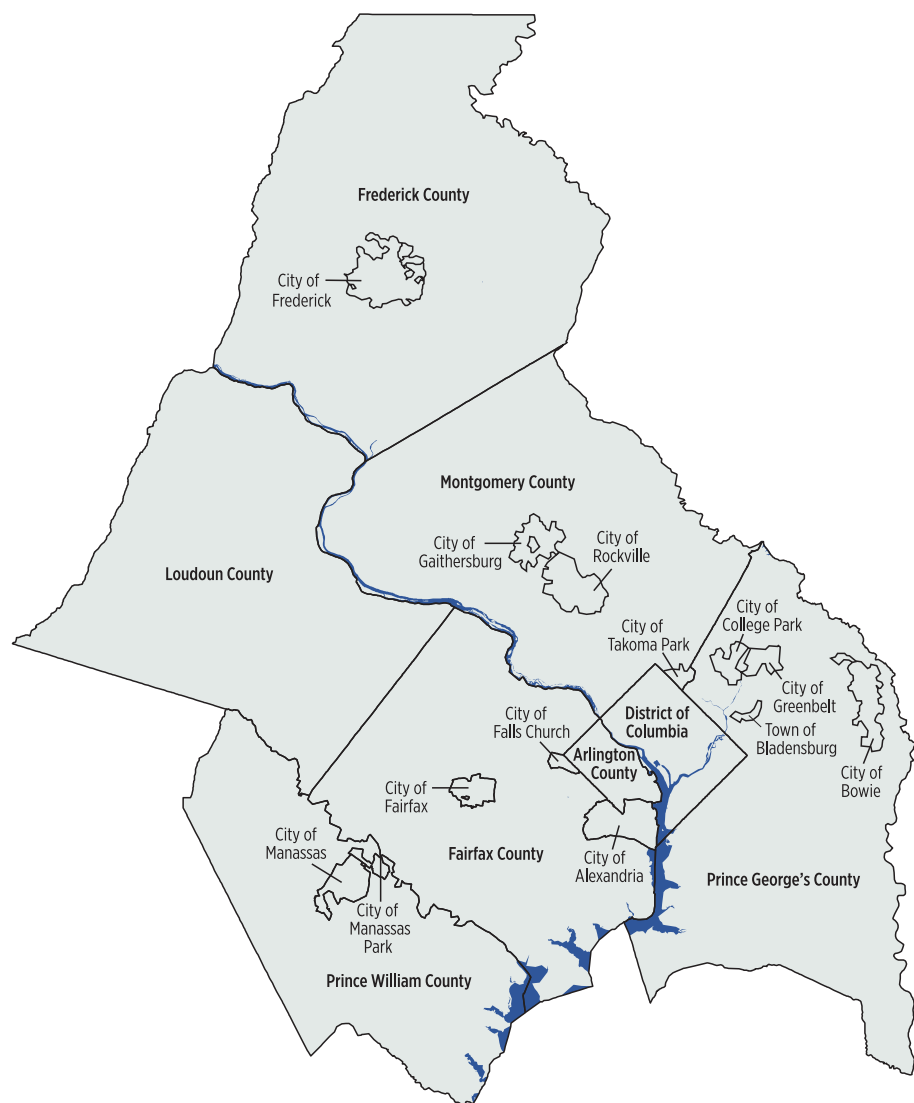 Frederick County
City of
Frederick
Montgomery County
City of
Gaithersburg
City of
Rockville
Loudoun County
City of
Takoma Park
City of
College Park
City of
Greenbelt
Town of
Bladensburg
City of
Bowie
District of
Columbia
City of
Falls Church
Arlington
County
City of
Fairfax
Fairfax County
City of
Alexandria
Prince George's County
City of
Manassas
City of
Manassas
Park
Prince William County